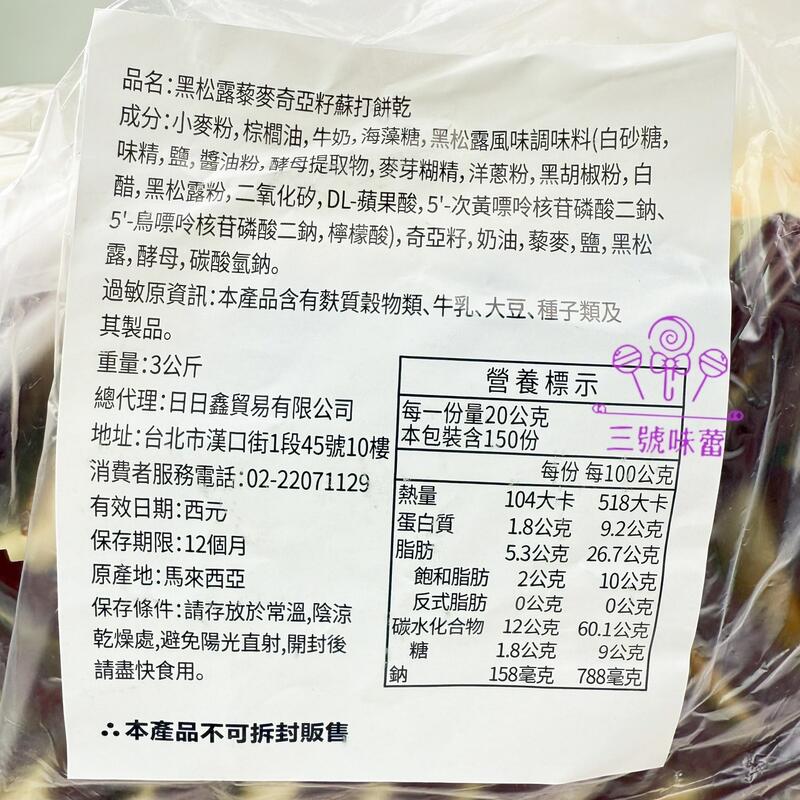 品名:黑松露藜麥奇亞籽蘇打餅乾
成分:小麥粉,棕櫚油,牛奶,海藻糖,黑松露風味調味料(白砂糖,
味精,鹽,醬油粉,酵母提取物,麥芽糊精,洋蔥粉,黑胡椒粉,白
醋,黑松露粉,二氧化矽,DL-蘋果酸,5'-次黃嘌呤核苷磷酸二鈉、
5'-鳥嘌呤核苷磷酸二鈉,檸檬酸),奇亞籽,奶油,藜麥,鹽,黑松
露,酵母,碳酸氫鈉。
過敏原資訊:本產品含有麩質穀物類、牛乳、大豆、種子類及
其製品。
重量:3公斤
總代理:日日鑫貿易有限公司
地址:台北市漢口街1段45號10樓
消費者服務電話:02-22071129
有效日期:西元
保存期限:12個月
原產地:馬來西亞
保存條件:請存放於常溫,陰涼
乾燥處,避免陽光直射,開封後
請盡快食用。
∴本產品不可拆封販售
營養標示
每一份量20公克
本包裝含150份
每份 每100公克
熱量 104大卡 518大卡
蛋白質 1.8公克 9.2公克
脂肪 5.3公克 26.7公克
飽和脂肪 2公克 10公克
反式脂肪 0公克 0公克
碳水化合物 12公克 60.1公克
糖 1.8公克 9公克
鈉 158毫克 788毫克
三號味蕾